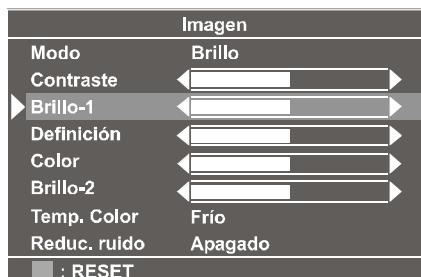 Imagen
Modo Brillo
Contraste
Brillo-1
Definición
Color
Brillo-2
Temp. Color Frío
Reduc. ruido Apagado
: RESET